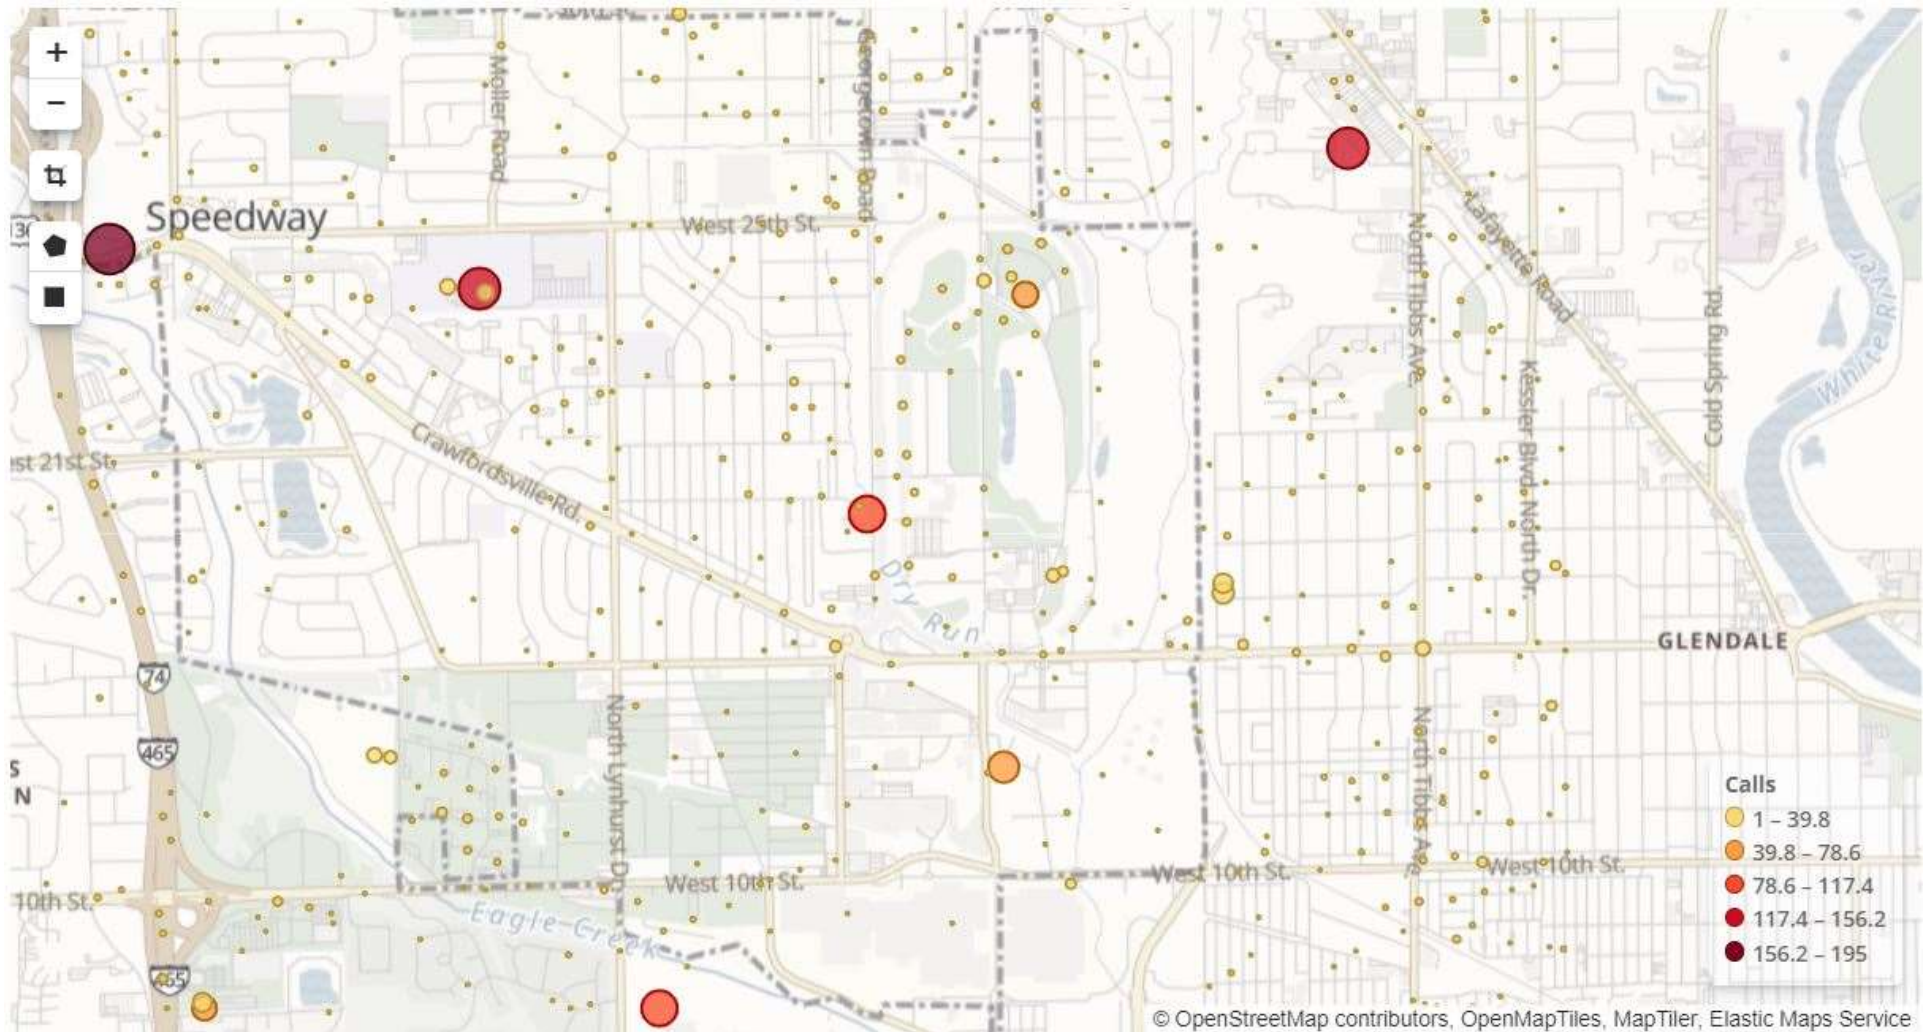 +
−
Moller Road
Georgetown Road
Speedway
West 25th St.
North Tibbs Ave.
Lafayette Road
Kessler Blvd North Dr.
Cold Spring Rd.
White River
Crawfordsville Rd.
est 21st St.
Dry Run
GLENDALE
74
465
S
N
North Lynhurst Dr.
North Tibbs Ave.
West 10th St.
West 10th St.
West 10th St.
10th St.
Eagle Creek
465
Calls
1 – 39.8
39.8 – 78.6
78.6 – 117.4
117.4 – 156.2
156.2 – 195
© OpenStreetMap contributors, OpenMapTiles, MapTiler, Elastic Maps Service